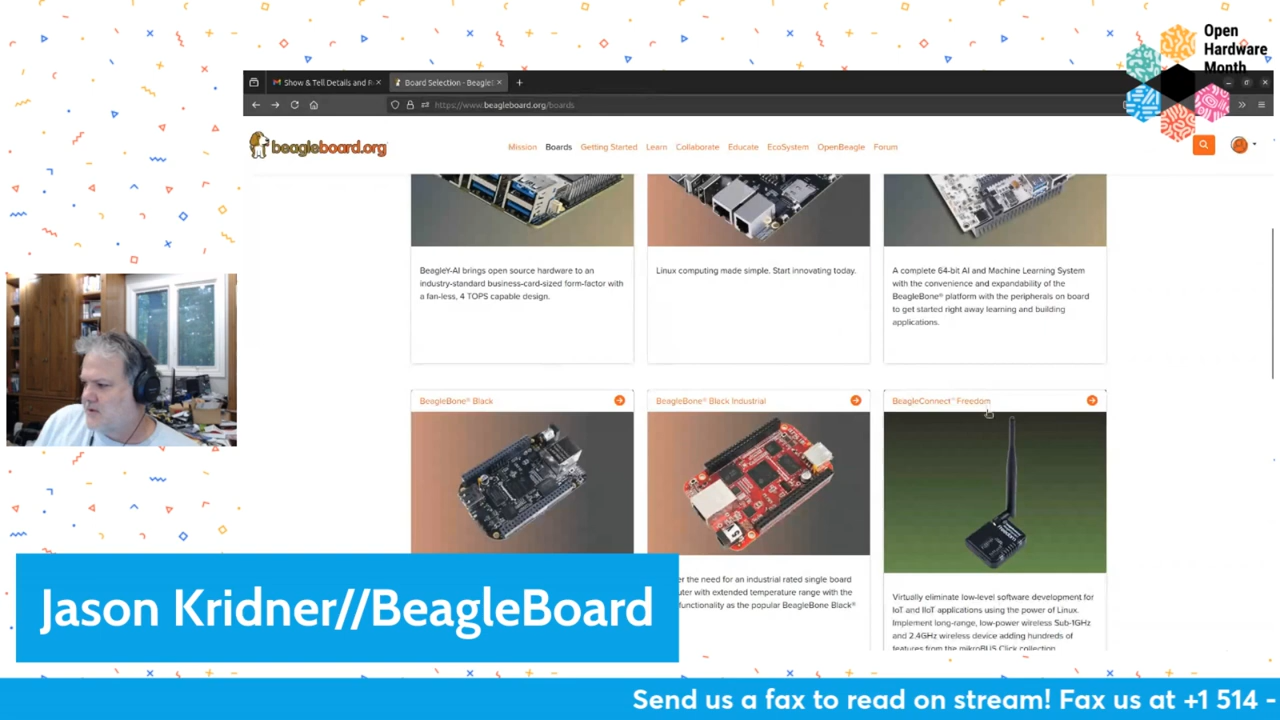 Open
Hardware
Month
Show & Tell Details and R
Board Selection - Beagle
https://www.beagleboard.org/boards
beagleboard.org
Mission Boards Getting Started Learn Collaborate Educate EcoSystem OpenBeagle Forum
BeagleY-AI brings open source hardware to an
industry-standard business-card-sized form-factor with
a fan-less, 4 TOPS capable design.
Linux computing made simple. Start innovating today.
A complete 64-bit AI and Machine Learning System
with the convenience and expandability of the
BeagleBone® platform with the peripherals on board
to get started right away learning and building
applications.
BeagleBone® Black
BeagleBone® Black Industrial
BeagleConnect™ Freedom
er the need for an industrial rated single board
uter with extended temperature range with the
functionality as the popular BeagleBone Black®
Virtually eliminate low-level software development for
IoT and IIoT applications using the power of Linux.
Implement long-range, low-power wireless Sub-1GHz
and 2.4GHz wireless device adding hundreds of
features from the mikroBUS Click collection
Jason Kridner//BeagleBoard
Send us a fax to read on stream! Fax us at +1 514 -